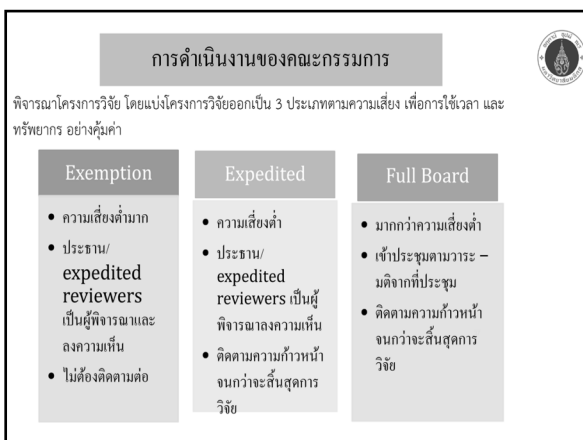 การดำเนินงานของคณะกรรมการ
พิจารณาโครงการวิจัย โดยแบ่งโครงการวิจัยออกเป็น 3 ประเภทตามความเสี่ยง เพื่อการใช้เวลา และ
ทรัพยากร อย่างคุ้มค่า
Exemption
• ความเสี่ยงต่ำมาก
• ประธาน/
expedited
reviewers
เป็นผู้พิจารณาและ
ลงความเห็น
• ไม่ต้องติดตามต่อ
Expedited
• ความเสี่ยงต่ำ
• ประธาน/
expedited
reviewers เป็นผู้
พิจารณาลงความเห็น
• ติดตามความก้าวหน้า
จนกว่าจะสิ้นสุดการ
วิจัย
Full Board
• มากกว่าความเสี่ยงต่ำ
• เข้าประชุมตามวาระ –
มติจากที่ประชุม
• ติดตามความก้าวหน้า
จนกว่าจะสิ้นสุดการ
วิจัย